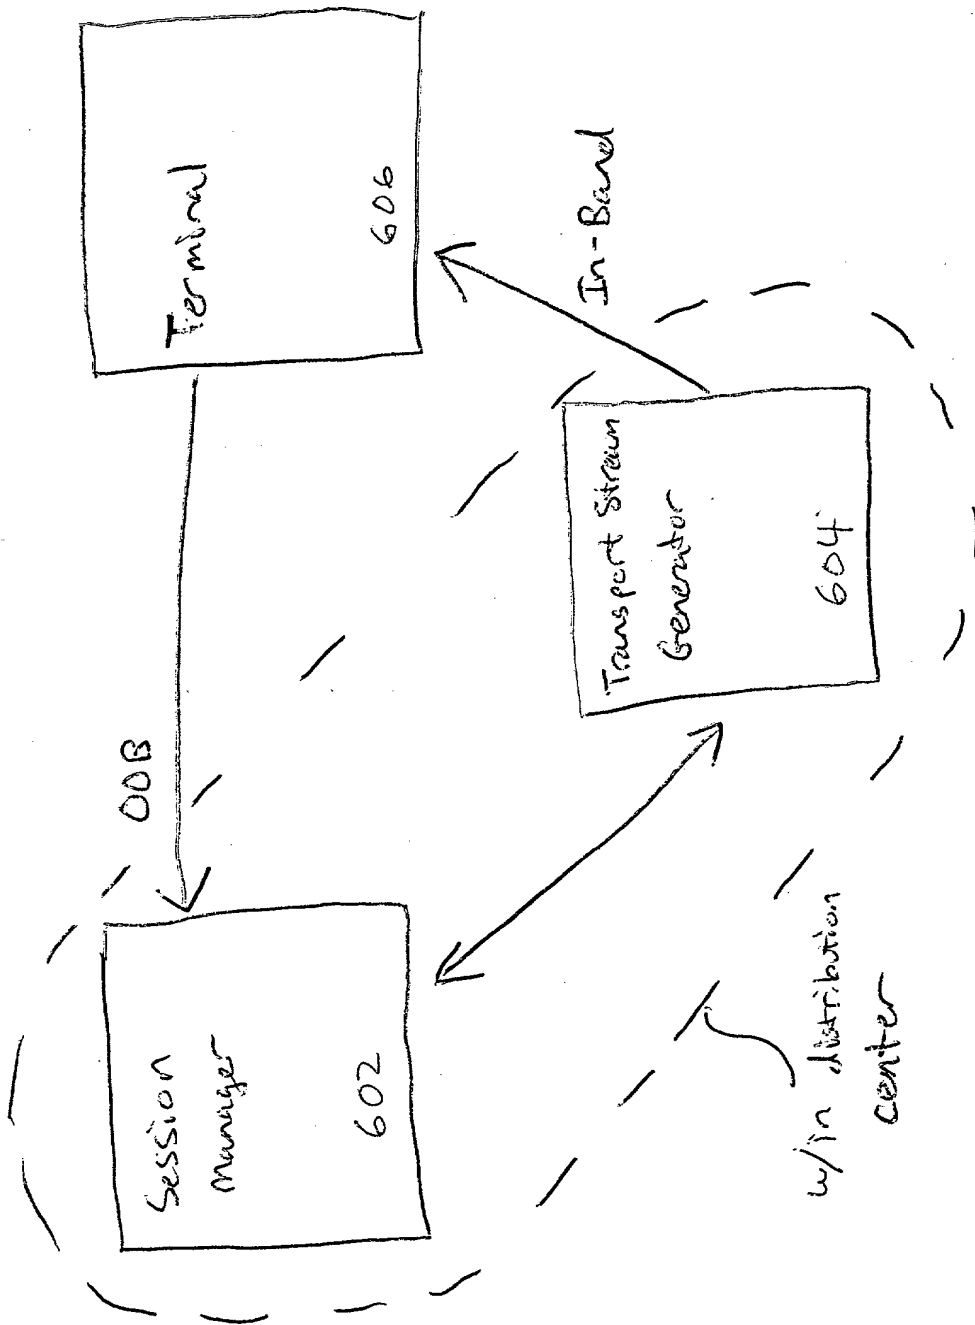 Session
Manager
602
OOB
Terminal
606
Transport Stream
Generator
604
In-Band
w/in distribution
center